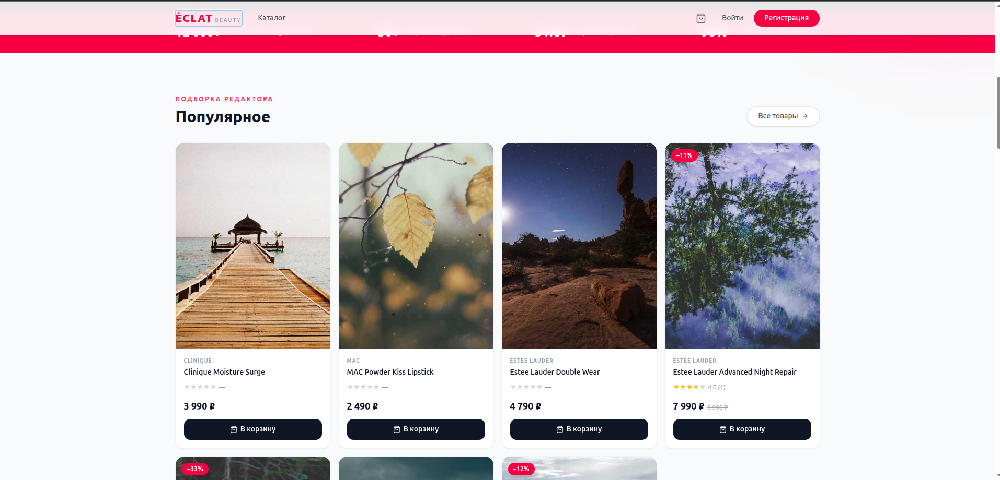 ÉCLAT BEAUTY
Каталог
Войти
Регистрация
ПОДБОРКА РЕДАКТОРА
Популярное
Все товары →
−11%
CLINIQUE
Clinique Moisture Surge
★★★★★ —
3 990 ₽
В корзину
MAC
MAC Powder Kiss Lipstick
★★★★★ —
2 490 ₽
В корзину
ESTEE LAUDER
Estee Lauder Double Wear
★★★★★ —
4 790 ₽
В корзину
ESTEE LAUDER
Estee Lauder Advanced Night Repair
★★★★★ 4.0 (1)
7 990 ₽ 8 990 ₽
В корзину
−33%
−12%